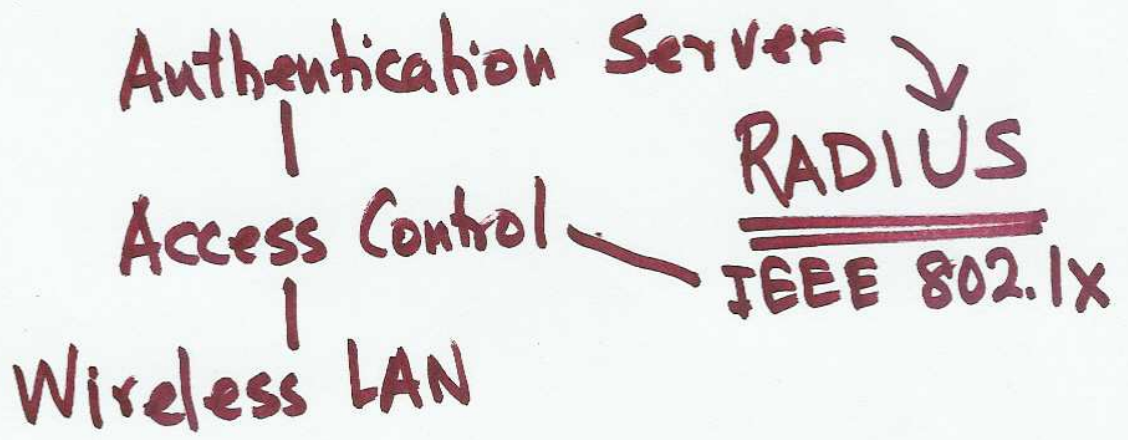 Authentication Server
RADIUS
Access Control
IEEE 802.1x
Wireless LAN